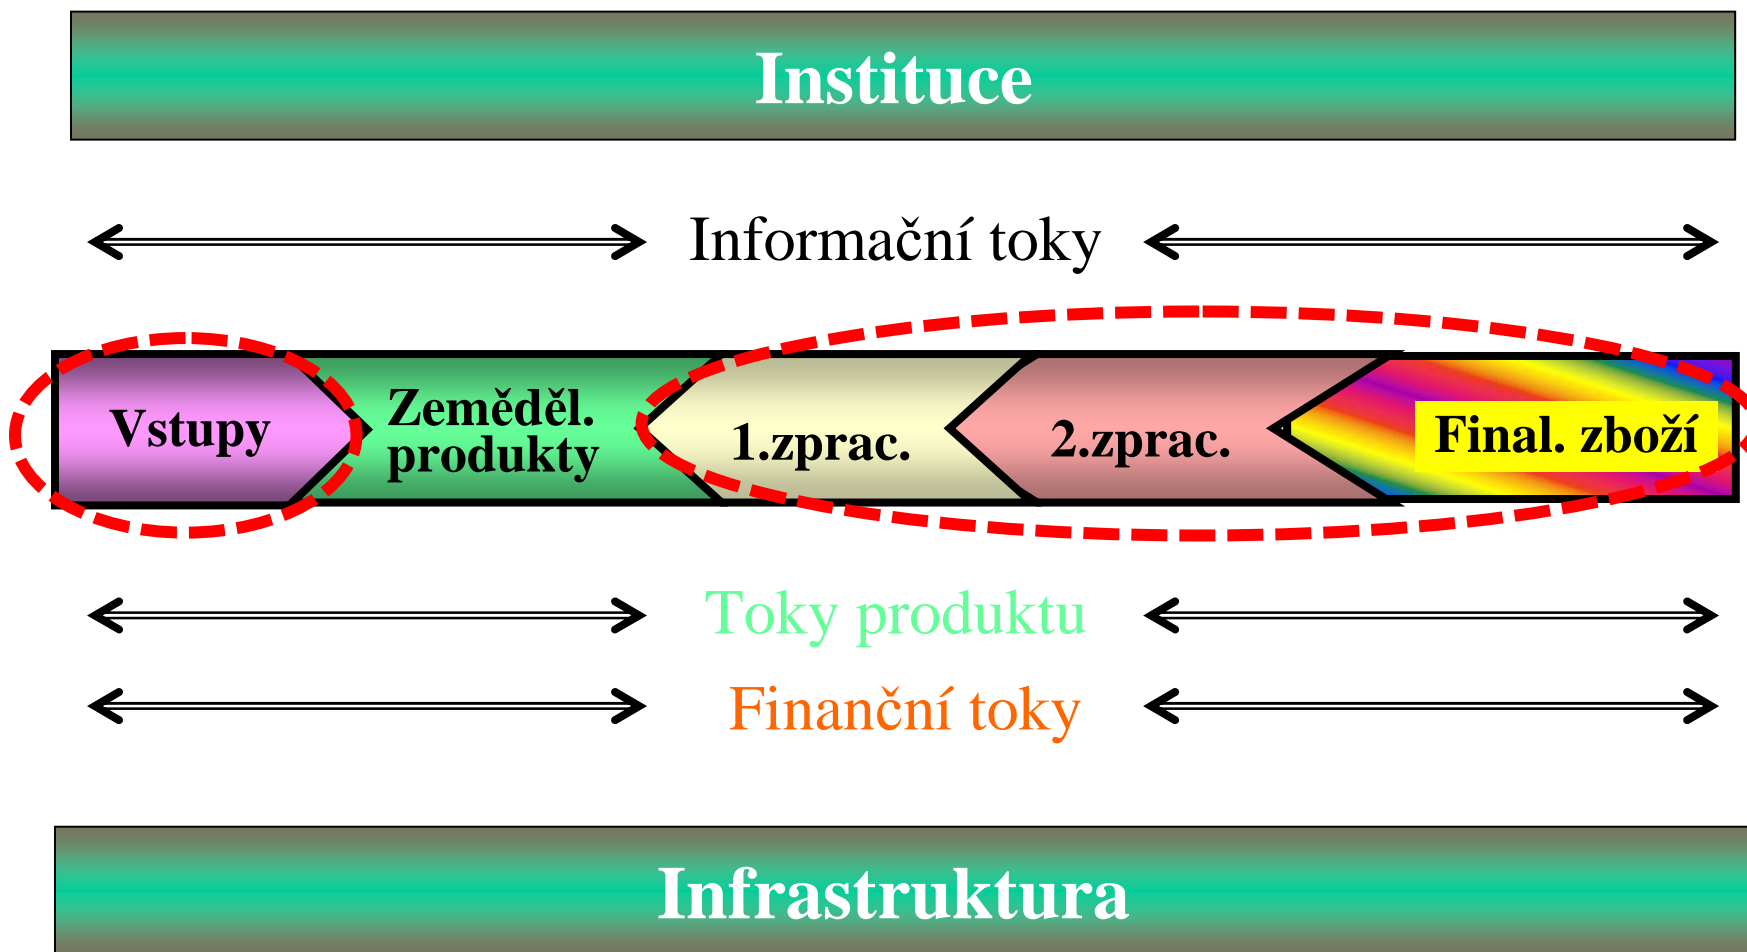 Instituce
Informační toky
Vstupy
Zeměděl.
produkty
1.zprac.
2.zprac.
Final. zboží
Toky produktu
Finanční toky
Infrastruktura